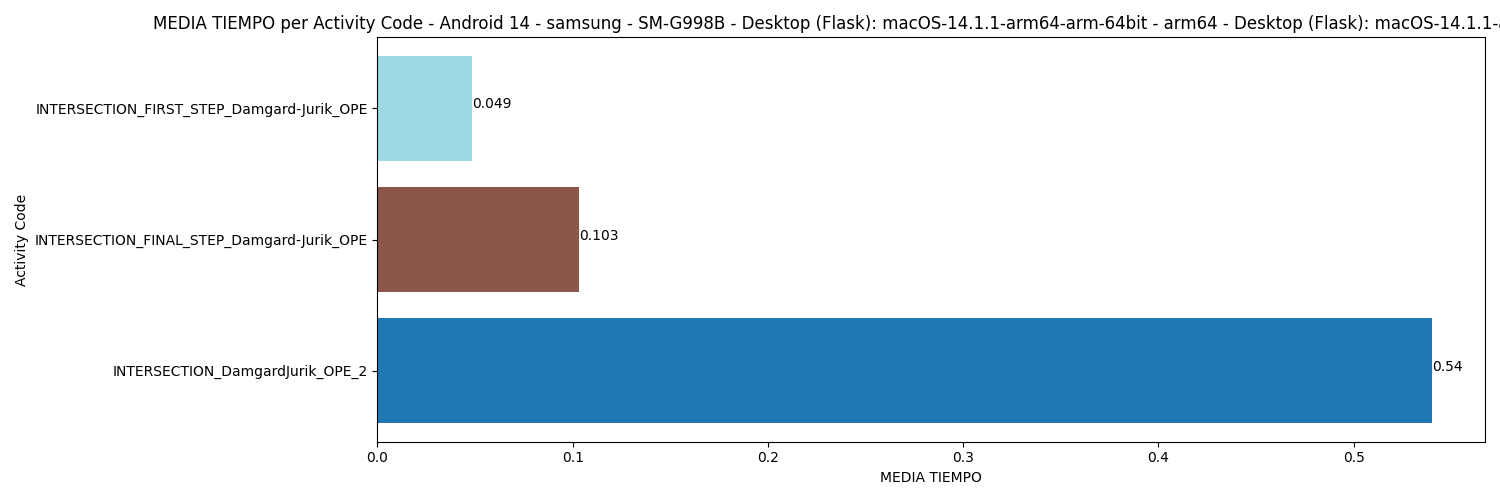 MEDIA TIEMPO per Activity Code - Android 14 - samsung - SM-G998B - Desktop (Flask): macOS-14.1.1-arm64-arm-64bit - arm64 - Desktop (Flask): macOS-14.1.1-
INTERSECTION_FIRST_STEP_Damgard-Jurik_OPE
0.049
INTERSECTION_FINAL_STEP_Damgard-Jurik_OPE
0.103
INTERSECTION_DamgardJurik_OPE_2
0.54
Activity Code
0.0 0.1 0.2 0.3 0.4 0.5
MEDIA TIEMPO